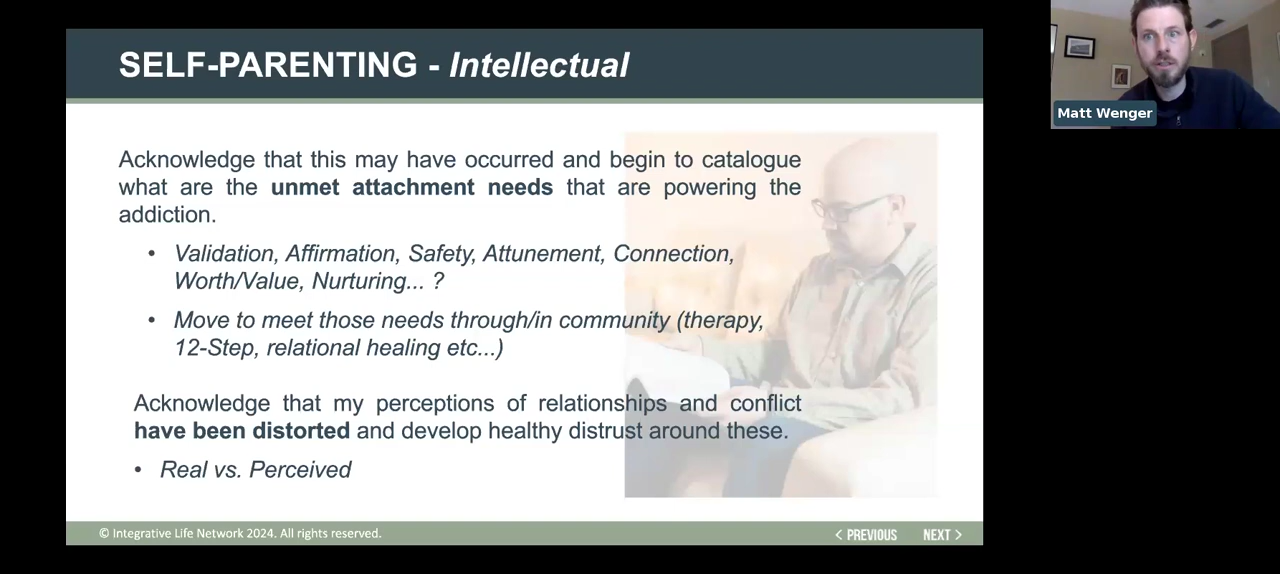 SELF-PARENTING - Intellectual
Acknowledge that this may have occurred and begin to catalogue
what are the unmet attachment needs that are powering the
addiction.
• Validation, Affirmation, Safety, Attunement, Connection,
Worth/Value, Nurturing... ?
• Move to meet those needs through/in community (therapy,
12-Step, relational healing etc...)
Acknowledge that my perceptions of relationships and conflict
have been distorted and develop healthy distrust around these.
• Real vs. Perceived
© Integrative Life Network 2024. All rights reserved.
< PREVIOUS NEXT >
Matt Wenger